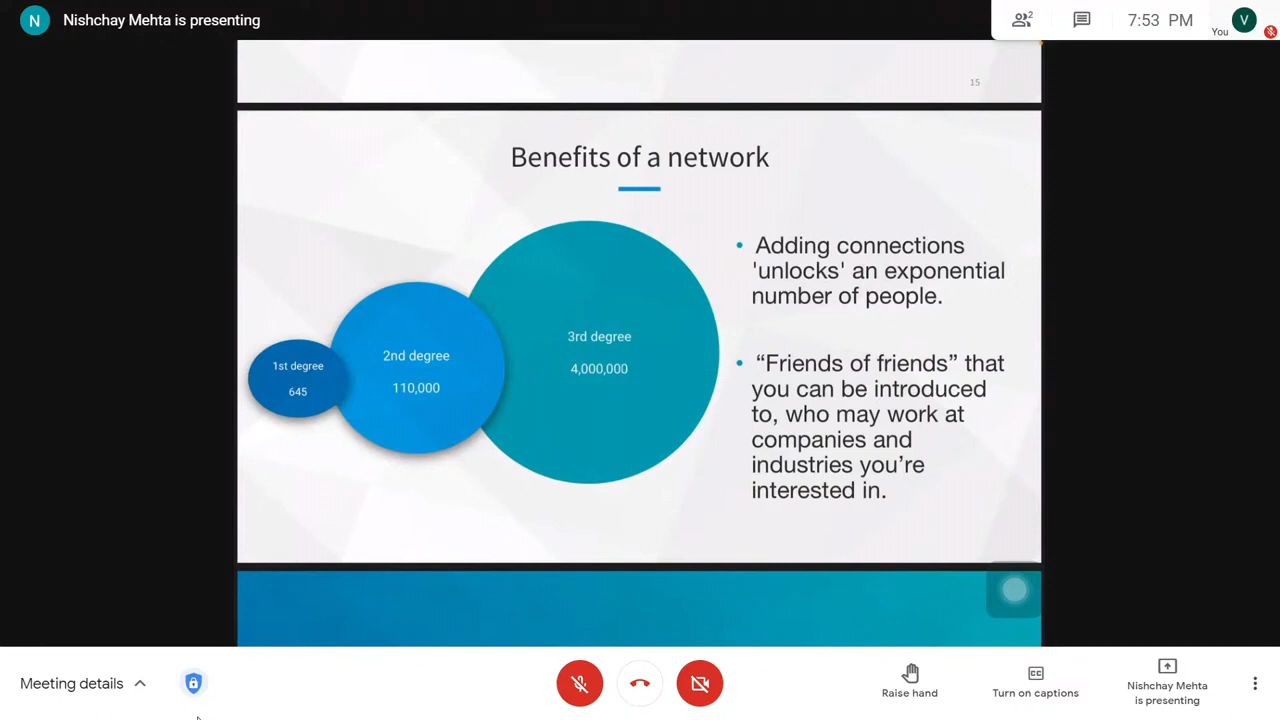 N
Nishchay Mehta is presenting
2
7:53 PM
You
V
15
Benefits of a network
1st degree
645
2nd degree
110,000
3rd degree
4,000,000
• Adding connections
'unlocks' an exponential
number of people.
• “Friends of friends” that
you can be introduced
to, who may work at
companies and
industries you’re
interested in.
Meeting details
Raise hand
CC
Turn on captions
Nishchay Mehta
is presenting